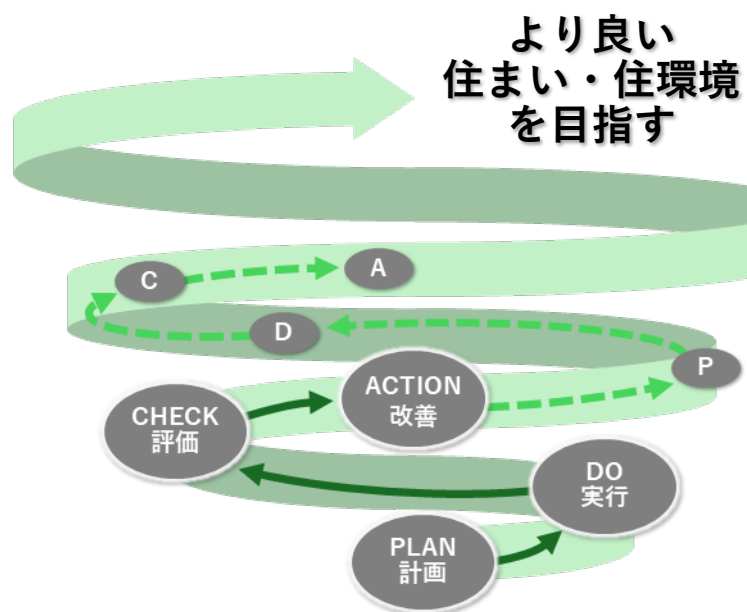 より良い
住まい・住環境
を目指す
C
A
D
P
ACTION
改善
CHECK
評価
DO
実行
PLAN
計画